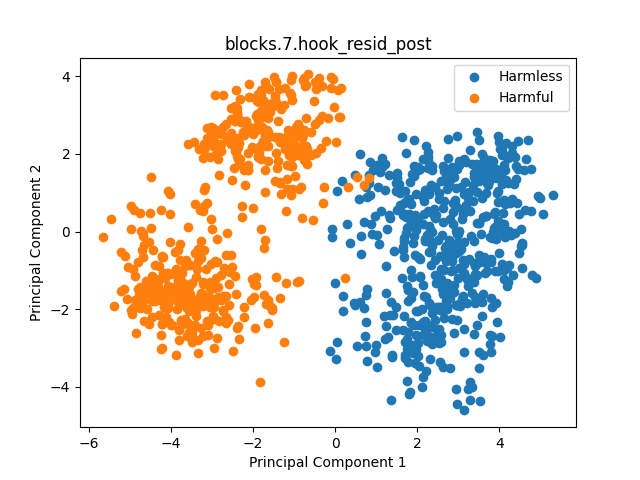 blocks.7.hook_resid_post
Harmless
Harmful
Principal Component 2
4
2
0
−2
−4
−6
−4
−2
0
2
4
Principal Component 1